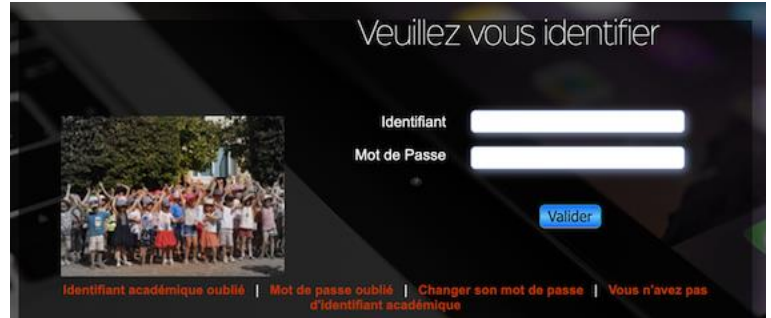 Veuillez vous identifier
Identifiant
Mot de Passe
Valider
Identifiant académique oublié | Mot de passe oublié | Changer son mot de passe | Vous n'avez pas
d'identifiant académique